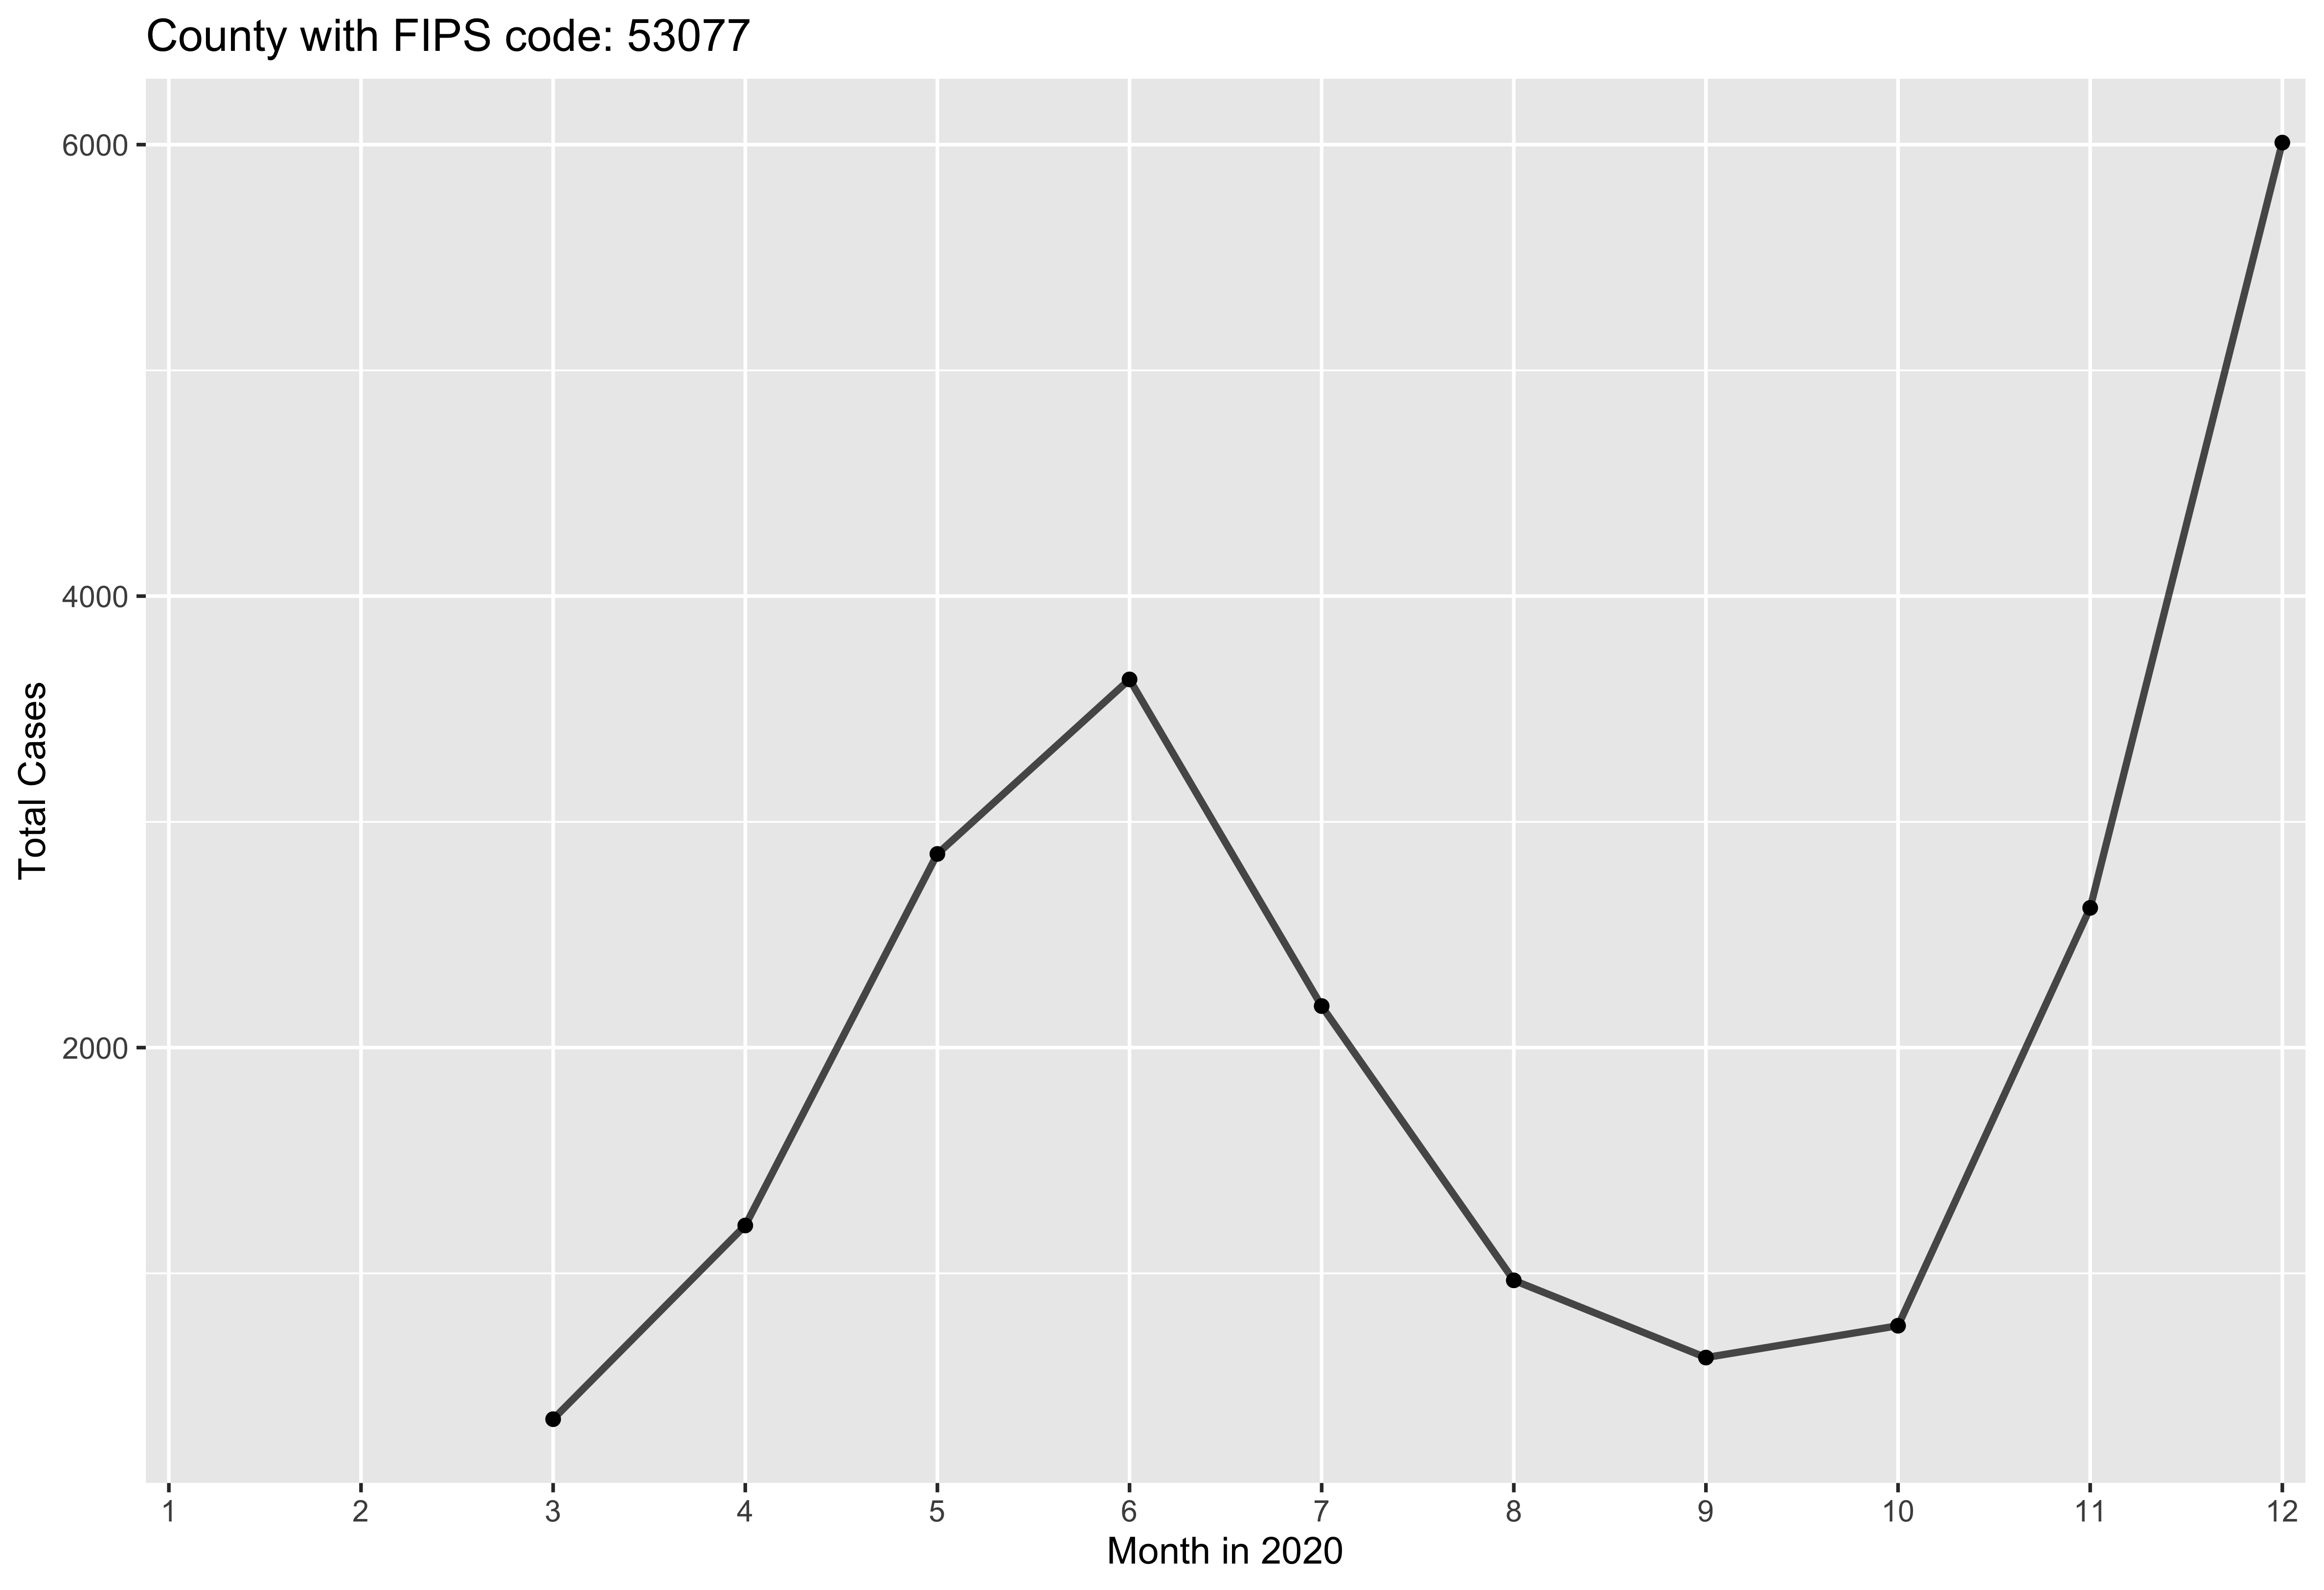 County with FIPS code: 53077
6000
4000
2000
Total Cases
1 2 3 4 5 6 7 8 9 10 11 12
Month in 2020